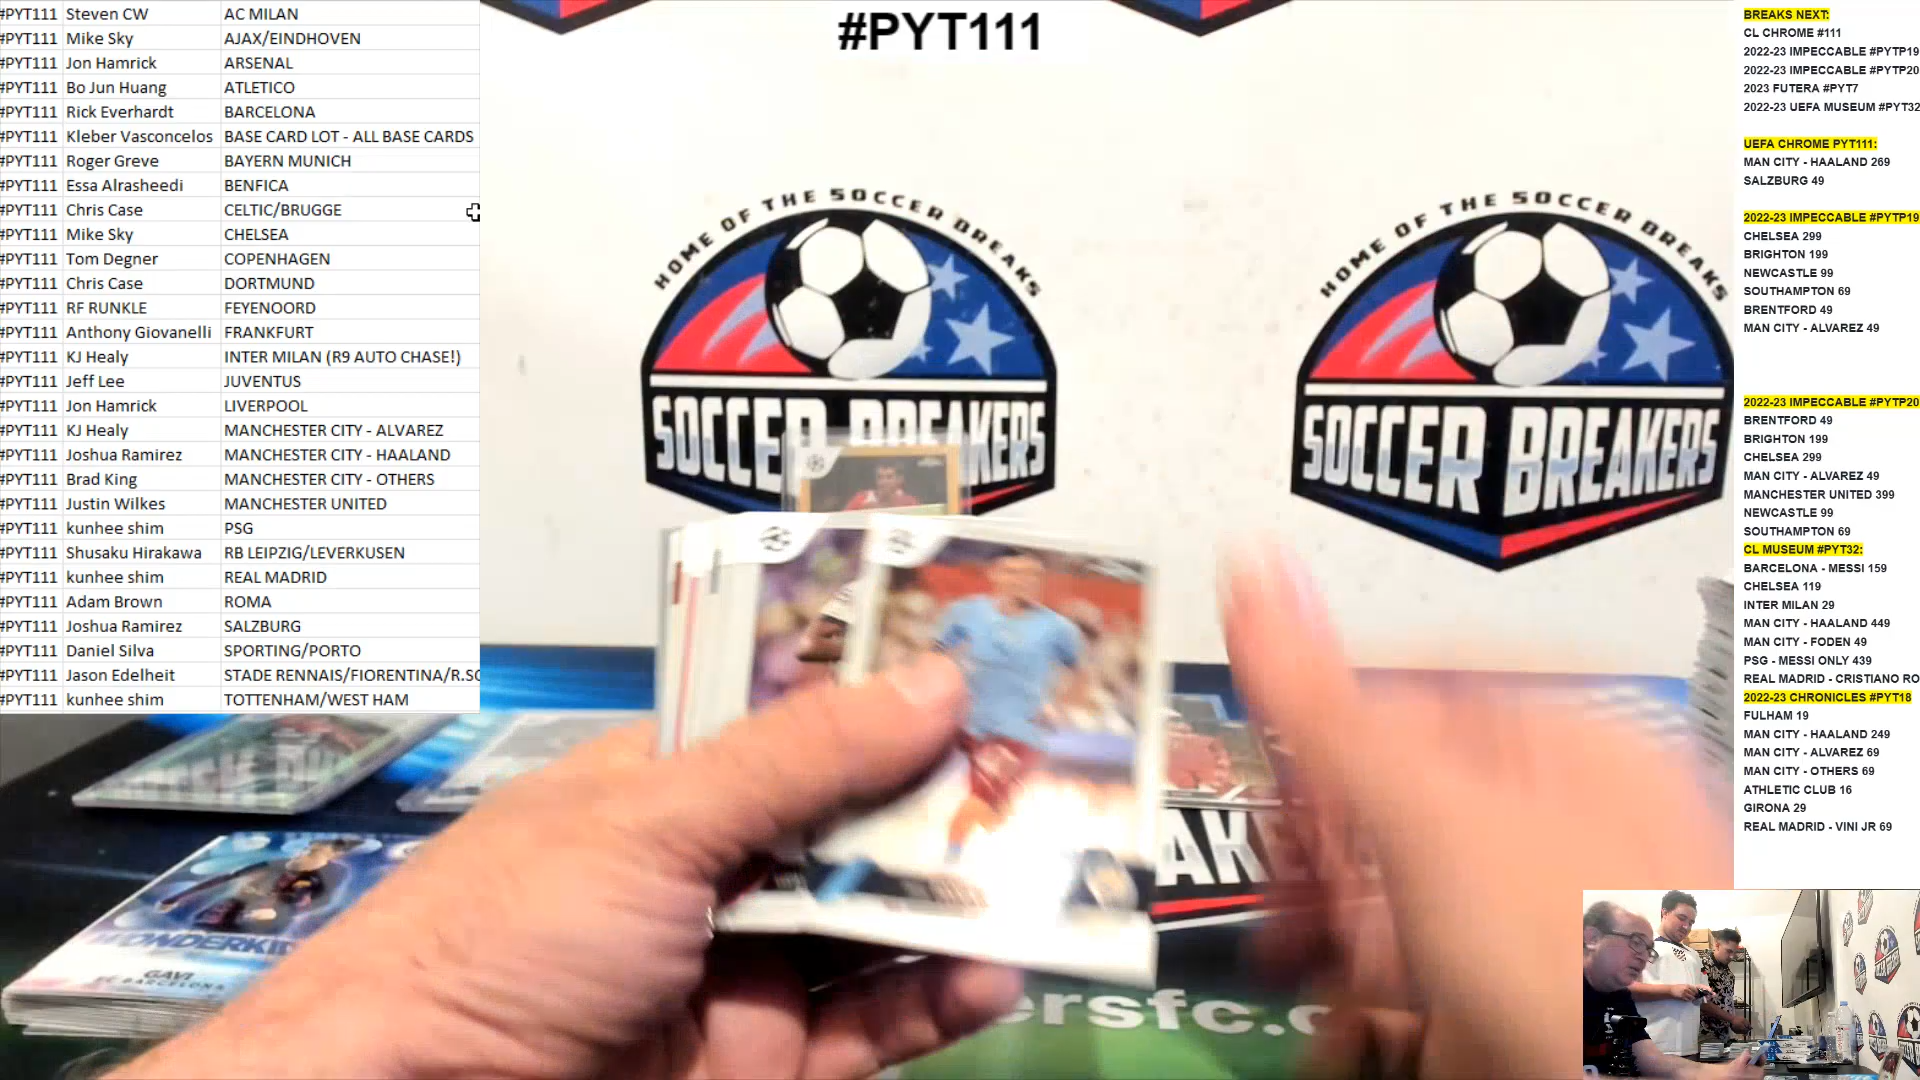 #PYT111 Steven CW AC MILAN
#PYT111 Mike Sky AJAX/EINDHOVEN
#PYT111 Jon Hamrick ARSENAL
#PYT111 Bo Jun Huang ATLETICO
#PYT111 Rick Everhardt BARCELONA
#PYT111 Kleber Vasconcelos BASE CARD LOT - ALL BASE CARDS
#PYT111 Roger Greve BAYERN MUNICH
#PYT111 Essa Alrasheedi BENFICA
#PYT111 Chris Case CELTIC/BRUGGE
#PYT111 Mike Sky CHELSEA
#PYT111 Tom Degner COPENHAGEN
#PYT111 Chris Case DORTMUND
#PYT111 RF RUNKLE FEYENOORD
#PYT111 Anthony Giovanelli FRANKFURT
#PYT111 KJ Healy INTER MILAN (R9 AUTO CHASE!)
#PYT111 Jeff Lee JUVENTUS
#PYT111 Jon Hamrick LIVERPOOL
#PYT111 KJ Healy MANCHESTER CITY - ALVAREZ
#PYT111 Joshua Ramirez MANCHESTER CITY - HAALAND
#PYT111 Brad King MANCHESTER CITY - OTHERS
#PYT111 Justin Wilkes MANCHESTER UNITED
#PYT111 kunhee shim PSG
#PYT111 Shusaku Hirakawa RB LEIPZIG/LEVERKUSEN
#PYT111 kunhee shim REAL MADRID
#PYT111 Adam Brown ROMA
#PYT111 Joshua Ramirez SALZBURG
#PYT111 Daniel Silva SPORTING/PORTO
#PYT111 Jason Edelheit STADE RENNAIS/FIORENTINA/R.SO
#PYT111 kunhee shim TOTTENHAM/WEST HAM
#PYT111
HOME OF THE SOCCER BREAKS
SOCCER BREAKERS
HOME OF THE SOCCER BREAKS
SOCCER BREAKERS
WONDERKI
GAVI
FC BARCELONA
AK
ersfc.c
BREAKS NEXT:
CL CHROME #111
2022-23 IMPECCABLE #PYTP19
2022-23 IMPECCABLE #PYTP20
2023 FUTERA #PYT7
2022-23 UEFA MUSEUM #PYT32
UEFA CHROME PYT111:
MAN CITY - HAALAND 269
SALZBURG 49
2022-23 IMPECCABLE #PYTP19
CHELSEA 299
BRIGHTON 199
NEWCASTLE 99
SOUTHAMPTON 69
BRENTFORD 49
MAN CITY - ALVAREZ 49
2022-23 IMPECCABLE #PYTP20
BRENTFORD 49
BRIGHTON 199
CHELSEA 299
MAN CITY - ALVAREZ 49
MANCHESTER UNITED 399
NEWCASTLE 99
SOUTHAMPTON 69
CL MUSEUM #PYT32:
BARCELONA - MESSI 159
CHELSEA 119
INTER MILAN 29
MAN CITY - HAALAND 449
MAN CITY - FODEN 49
PSG - MESSI ONLY 439
REAL MADRID - CRISTIANO RO
2022-23 CHRONICLES #PYT18
FULHAM 19
MAN CITY - HAALAND 249
MAN CITY - ALVAREZ 69
MAN CITY - OTHERS 69
ATHLETIC CLUB 16
GIRONA 29
REAL MADRID - VINI JR 69